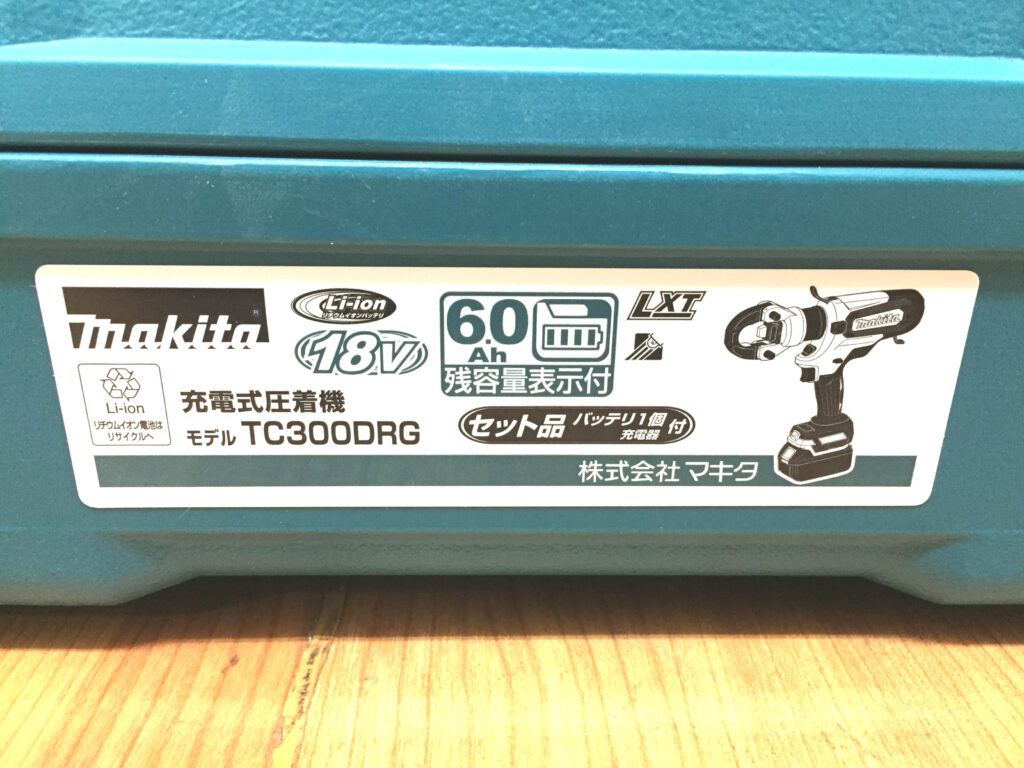 makita
Li-ion
リチウムイオンバッテリ
18V
6.0
Ah
残容量表示付
LXT
makita
Li-ion
リチウムイオン電池は
リサイクルへ
充電式圧着機
モデル TC300DRG
セット品 バッテリ1個 充電器 付
株式会社 マキタ